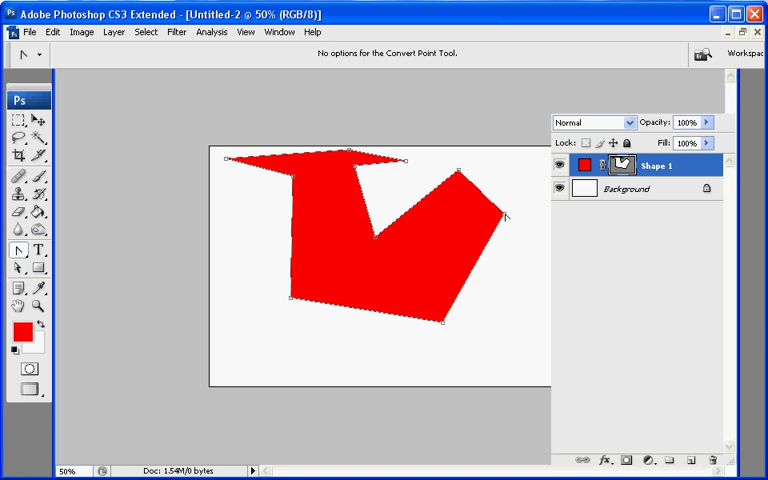 Ps Adobe Photoshop CS3 Extended - [Untitled-2 @ 50% (RGB/8)]
File Edit Image Layer Select Filter Analysis View Window Help
No options for the Convert Point Tool. Workspac
Ps
Normal Opacity: 100%
Lock: Fill: 100%
Shape 1
Background
T
fx.
50% Doc: 1.54M/0 bytes